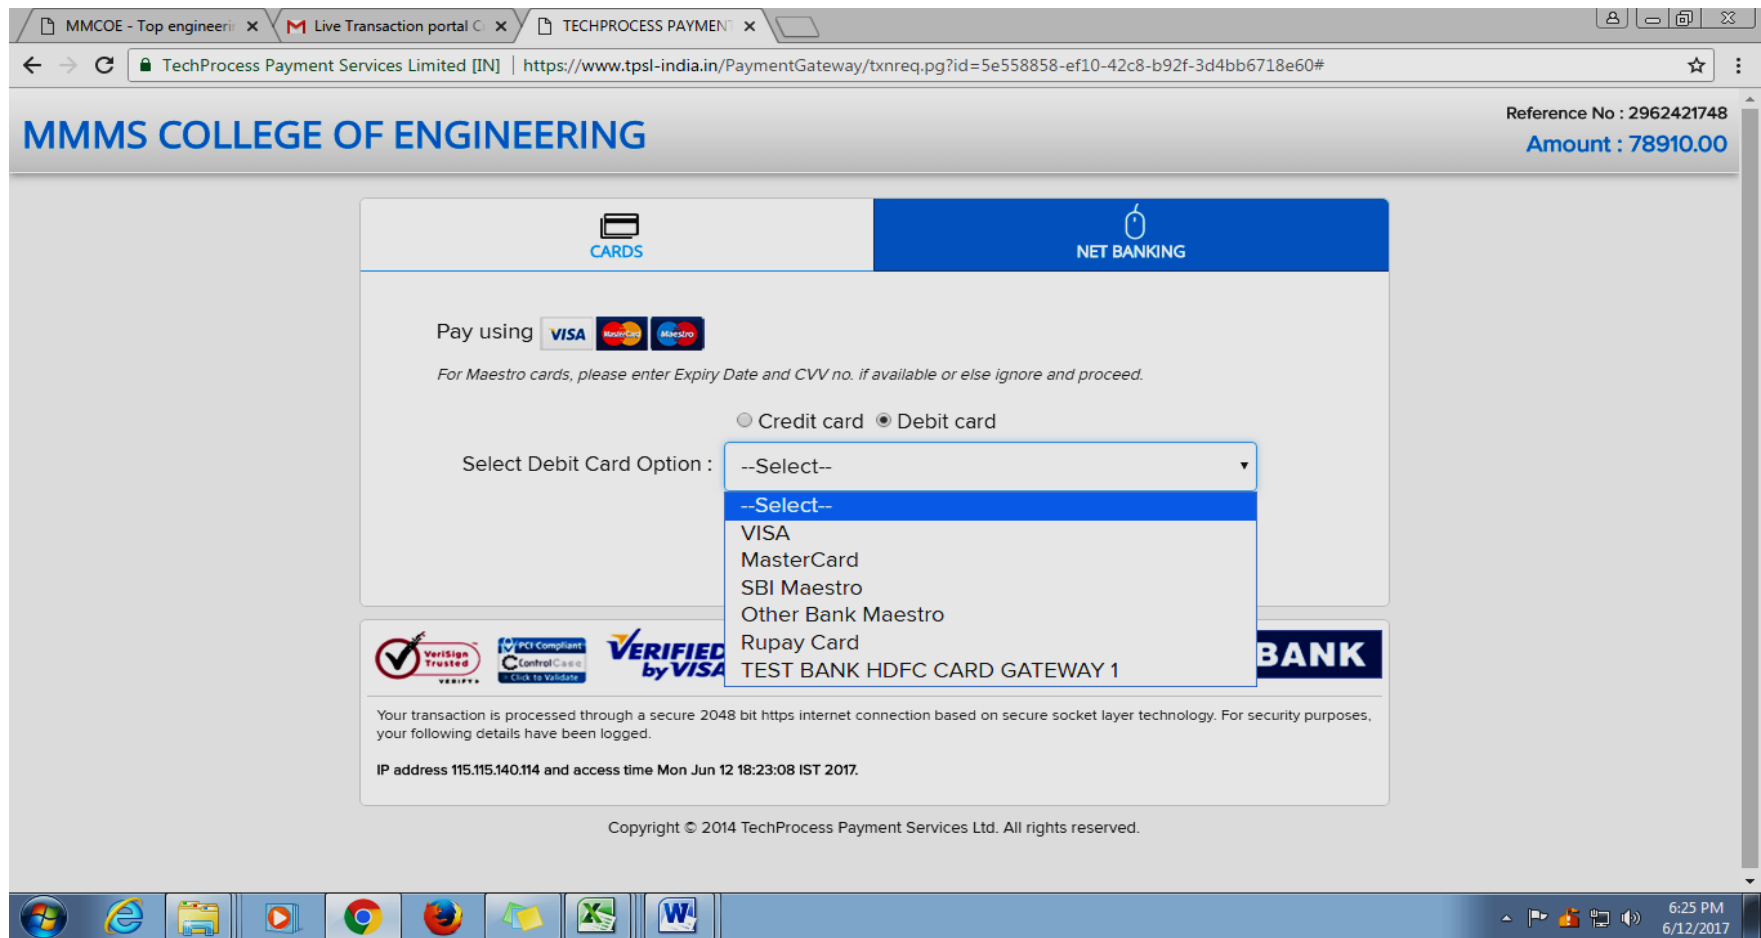 MMCOE - Top engineeri
Live Transaction portal C
TECHPROCESS PAYMENT
TechProcess Payment Services Limited [IN] | https://www.tpsl-india.in/PaymentGateway/txnreq.pg?id=5e558858-ef10-42c8-b92f-3d4bb6718e60#
MMMS COLLEGE OF ENGINEERING
Reference No : 2962421748
Amount : 78910.00
CARDS
NET BANKING
Pay using VISA MasterCard Maestro
For Maestro cards, please enter Expiry Date and CVV no. if available or else ignore and proceed.
Credit card Debit card
Select Debit Card Option : --Select--
--Select--
VISA
MasterCard
SBI Maestro
Other Bank Maestro
Rupay Card
TEST BANK HDFC CARD GATEWAY 1
VeriSign
Trusted
VERIFY
PCI Compliant
ControlCase
Click to Validate
VERIFIED
by VISA
BANK
Your transaction is processed through a secure 2048 bit https internet connection based on secure socket layer technology. For security purposes,
your following details have been logged.
IP address 115.115.140.114 and access time Mon Jun 12 18:23:08 IST 2017.
Copyright © 2014 TechProcess Payment Services Ltd. All rights reserved.
6:25 PM
6/12/2017